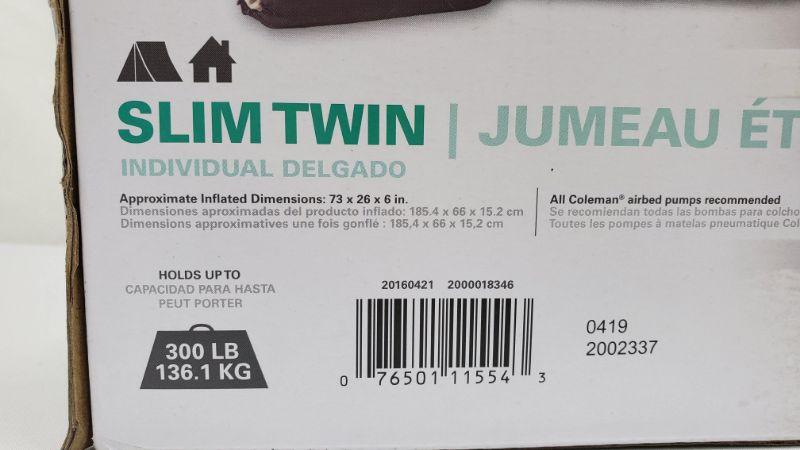 SLIM TWIN | JUMEAU ÉT
INDIVIDUAL DELGADO
Approximate Inflated Dimensions: 73 x 26 x 6 in.
Dimensiones aproximadas del producto inflado: 185.4 x 66 x 15.2 cm
Dimensions approximatives une fois gonflé : 185,4 x 66 x 15,2 cm
All Coleman® airbed pumps recommended
Se recomiendan todas las bombas para colcho
Toutes les pompes à matelas pneumatique Col
HOLDS UP TO
CAPACIDAD PARA HASTA
PEUT PORTER
300 LB
136.1 KG
20160421 2000018346
0 76501 11554 3
0419
2002337